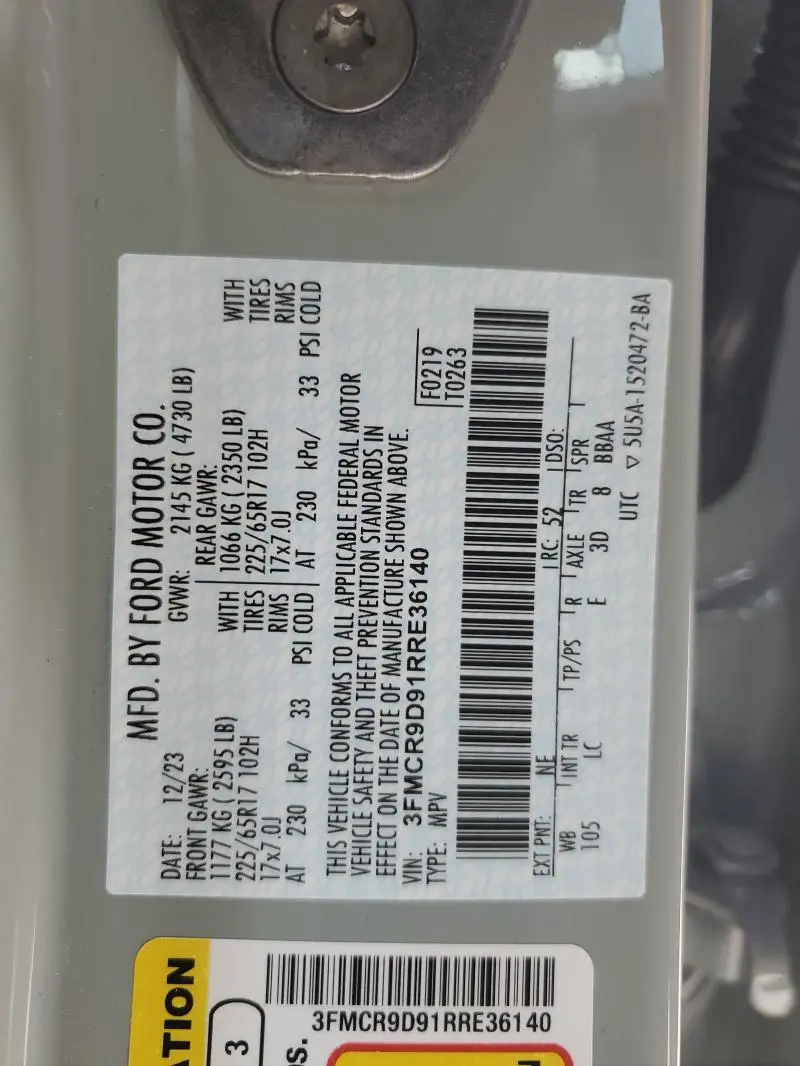 MFD. BY FORD MOTOR CO.
DATE: 12/23 GVWR: 2145 KG ( 4730 LB)
FRONT GAWR: REAR GAWR:
1177 KG ( 2595 LB) WITH 1066 KG ( 2350 LB) WITH
225/65R17 102H TIRES 225/65R17 102H TIRES
17x7.0J RIMS 17x7.0J RIMS
AT 230 kPa/ 33 PSI COLD AT 230 kPa/ 33 PSI COLD
THIS VEHICLE CONFORMS TO ALL APPLICABLE FEDERAL MOTOR
VEHICLE SAFETY AND THEFT PREVENTION STANDARDS IN
EFFECT ON THE DATE OF MANUFACTURE SHOWN ABOVE.
VIN: 3FMCR9D91RRE36140 F0219
TYPE: MPV T0263
EXT PNT: NE RC: 52 DSO:
WB INT TR TP/PS R AXLE TR SPR
105 LC E 3D 8 BBAA
UTC ▽ 5U5A-1520472-BA
3
3FMCR9D91RRE36140